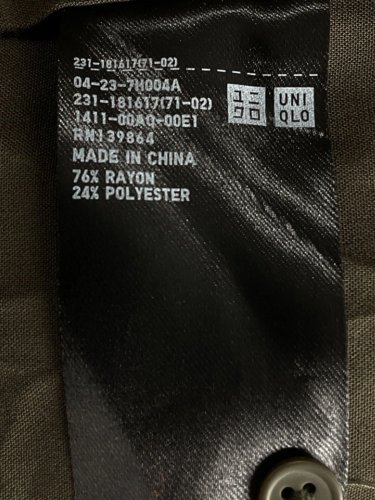 231-181617(71-02)
04-23-7H004A
231-181617(71-02)
1411-00AQ-00E1
RN139864
MADE IN CHINA
76% RAYON
24% POLYESTER
ユニ
クロ
UNI
QLO